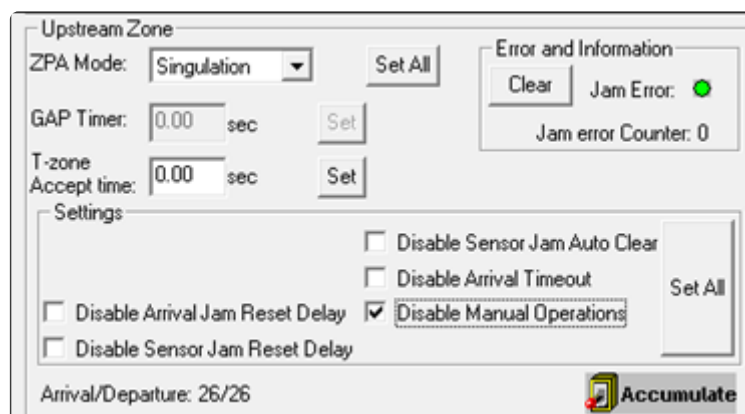 Upstream Zone
ZPA Mode: Singulation Set All
Error and Information
Clear Jam Error:
Jam error Counter: 0
GAP Timer: 0.00 sec Set
T-zone
Accept time: 0.00 sec Set
Settings
Disable Sensor Jam Auto Clear
Disable Arrival Timeout
Set All
Disable Arrival Jam Reset Delay Disable Manual Operations
Disable Sensor Jam Reset Delay
Arrival/Departure: 26/26 Accumulate